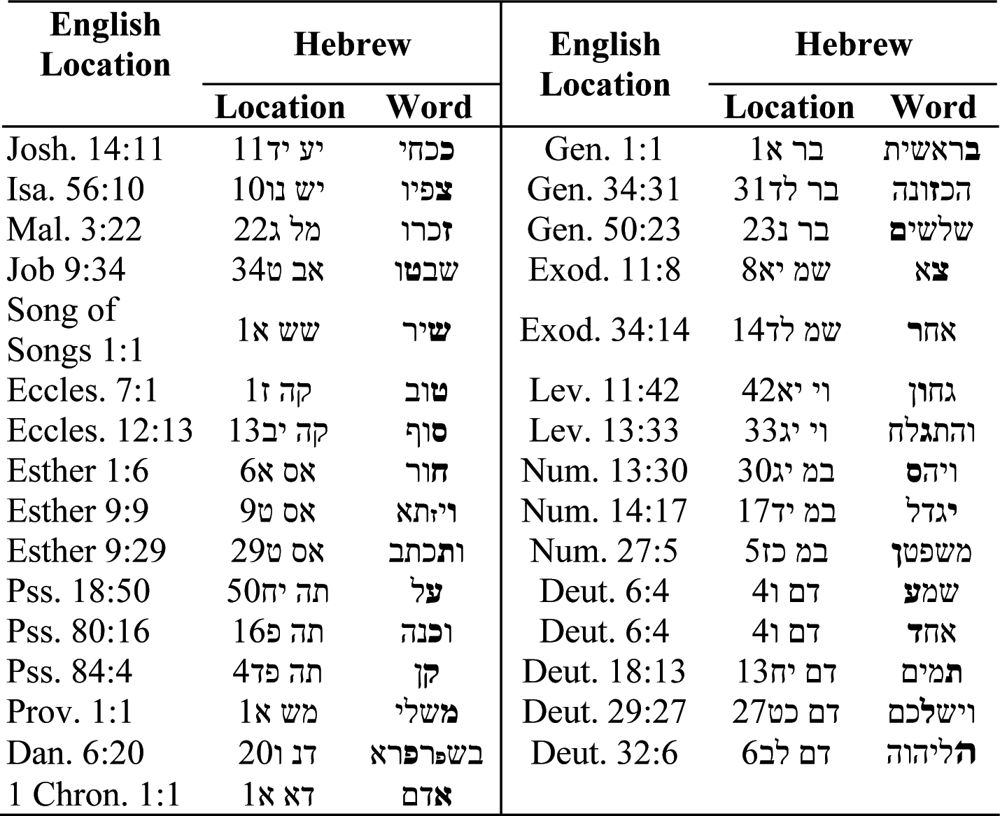 English Location Hebrew English Location Hebrew
Location Word Location Word
Josh. 14:11 יע יד11 ככחי Gen. 1:1 בר א1 בראשית
Isa. 56:10 יש נו10 צפיו Gen. 34:31 בר לד31 הכזונה
Mal. 3:22 מל ג22 זכרו Gen. 50:23 בר נ23 שלשים
Job 9:34 אב ט34 שבטו Exod. 11:8 שמ יא8 צא
Song of Songs 1:1 שש א1 שיר Exod. 34:14 שמ לד14 אחר
Eccles. 7:1 קה ז1 טוב Lev. 11:42 וי יא42 גחון
Eccles. 12:13 קה יב13 סוף Lev. 13:33 וי יג33 והתגלח
Esther 1:6 אס א6 חור Num. 13:30 במ יג30 ויהס
Esther 9:9 אס ט9 ויזתא Num. 14:17 במ יד17 יגדל
Esther 9:29 אס ט29 ותכתב Num. 27:5 במ כז5 משפטן
Pss. 18:50 תה יח50 על Deut. 6:4 דם ו4 שמע
Pss. 80:16 תה פ16 וכנה Deut. 6:4 דם ו4 אחד
Pss. 84:4 תה פד4 קן Deut. 18:13 דם יח13 תמים
Prov. 1:1 מש א1 משלי Deut. 29:27 דם כט27 וישלכם
Dan. 6:20 דנ ו20 בשפרפרא Deut. 32:6 דם לב6 הליהוה
1 Chron. 1:1 דא א1 אדם